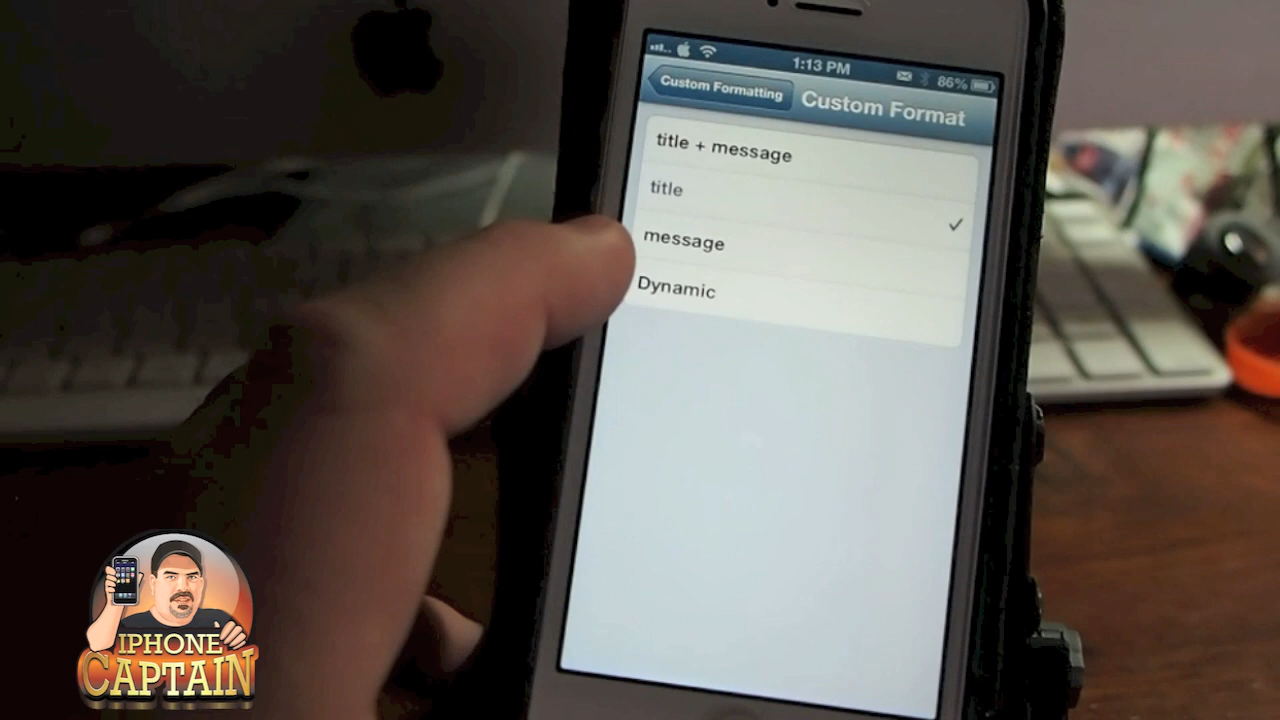 1:13 PM
86%
Custom Formatting
Custom Format
title + message
title
message
Dynamic
IPHONE
CAPTAIN